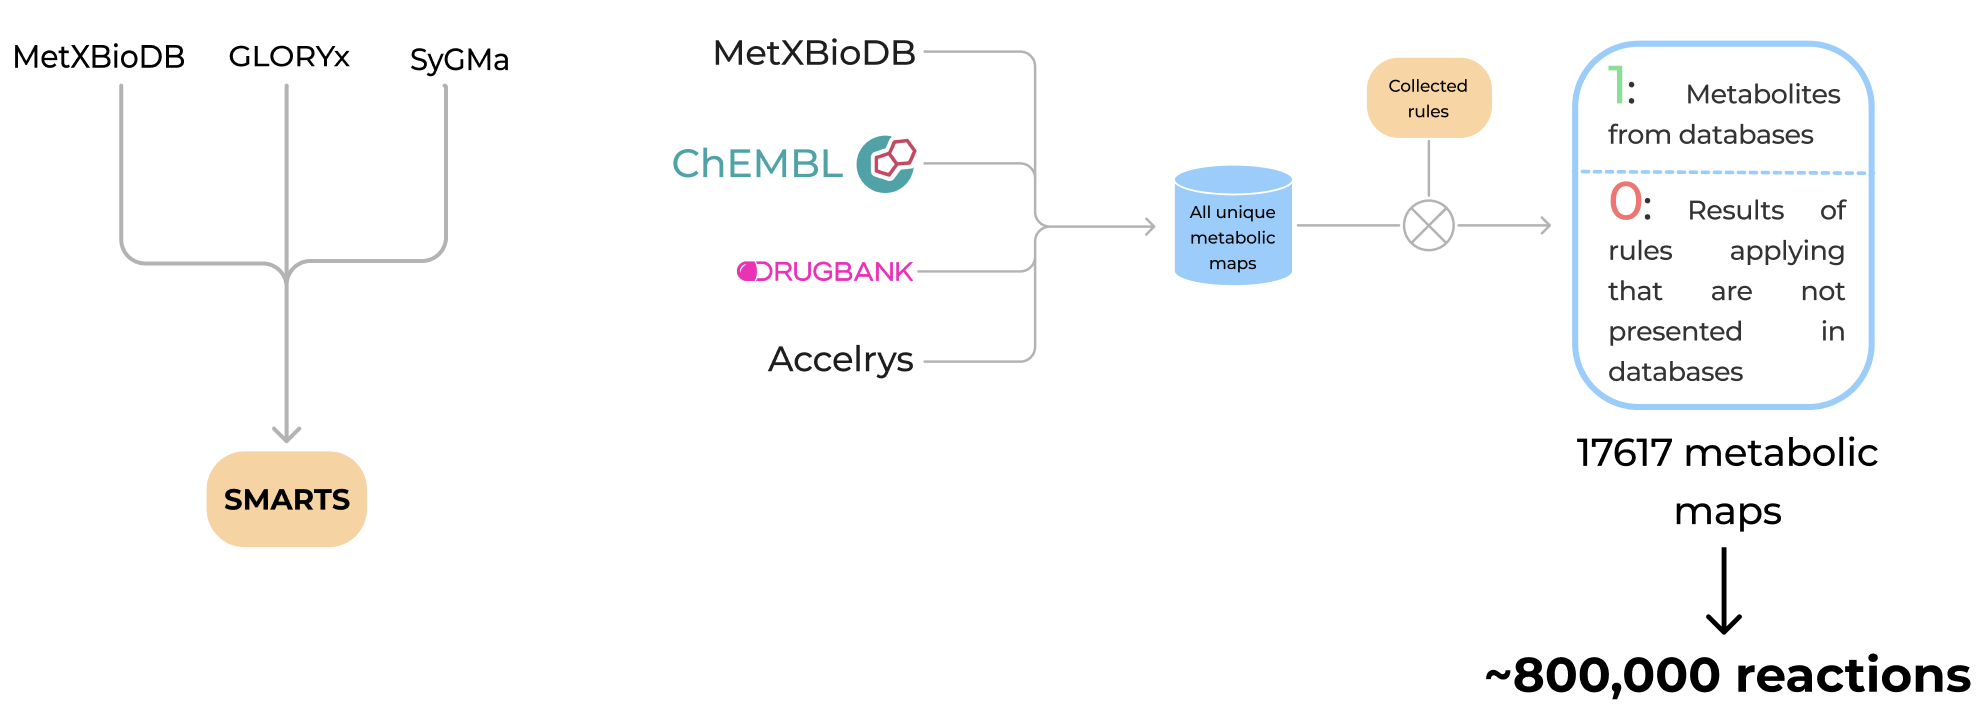 MetXBioDB
GLORYx
SyGMa
SMARTS
MetXBioDB
ChEMBL
DRUGBANK
Accelrys
All unique
metabolic
maps
Collected
rules
1: Metabolites
from databases
0: Results of
rules applying
that are not
presented in
databases
17617 metabolic
maps
~800,000 reactions